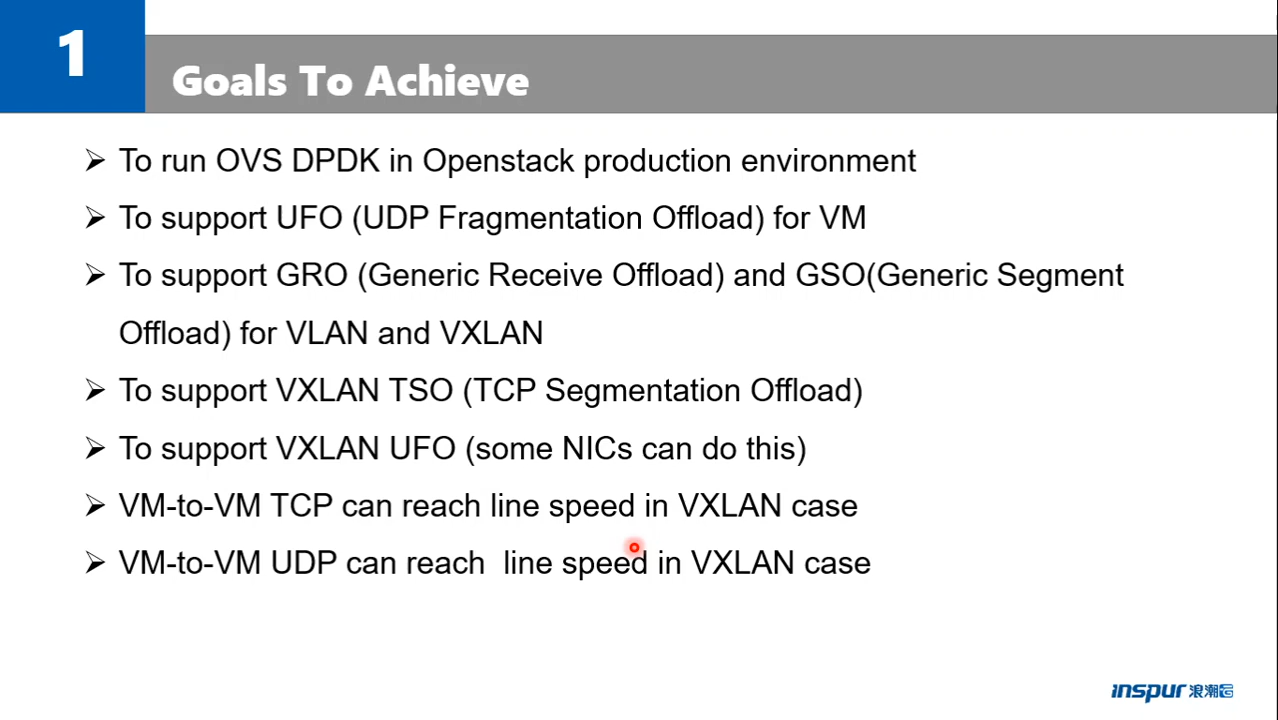 1
Goals To Achieve
To run OVS DPDK in Openstack production environment
To support UFO (UDP Fragmentation Offload) for VM
To support GRO (Generic Receive Offload) and GSO(Generic Segment
Offload) for VLAN and VXLAN
To support VXLAN TSO (TCP Segmentation Offload)
To support VXLAN UFO (some NICs can do this)
VM-to-VM TCP can reach line speed in VXLAN case
VM-to-VM UDP can reach  line speed in VXLAN case
inspur 浪潮云